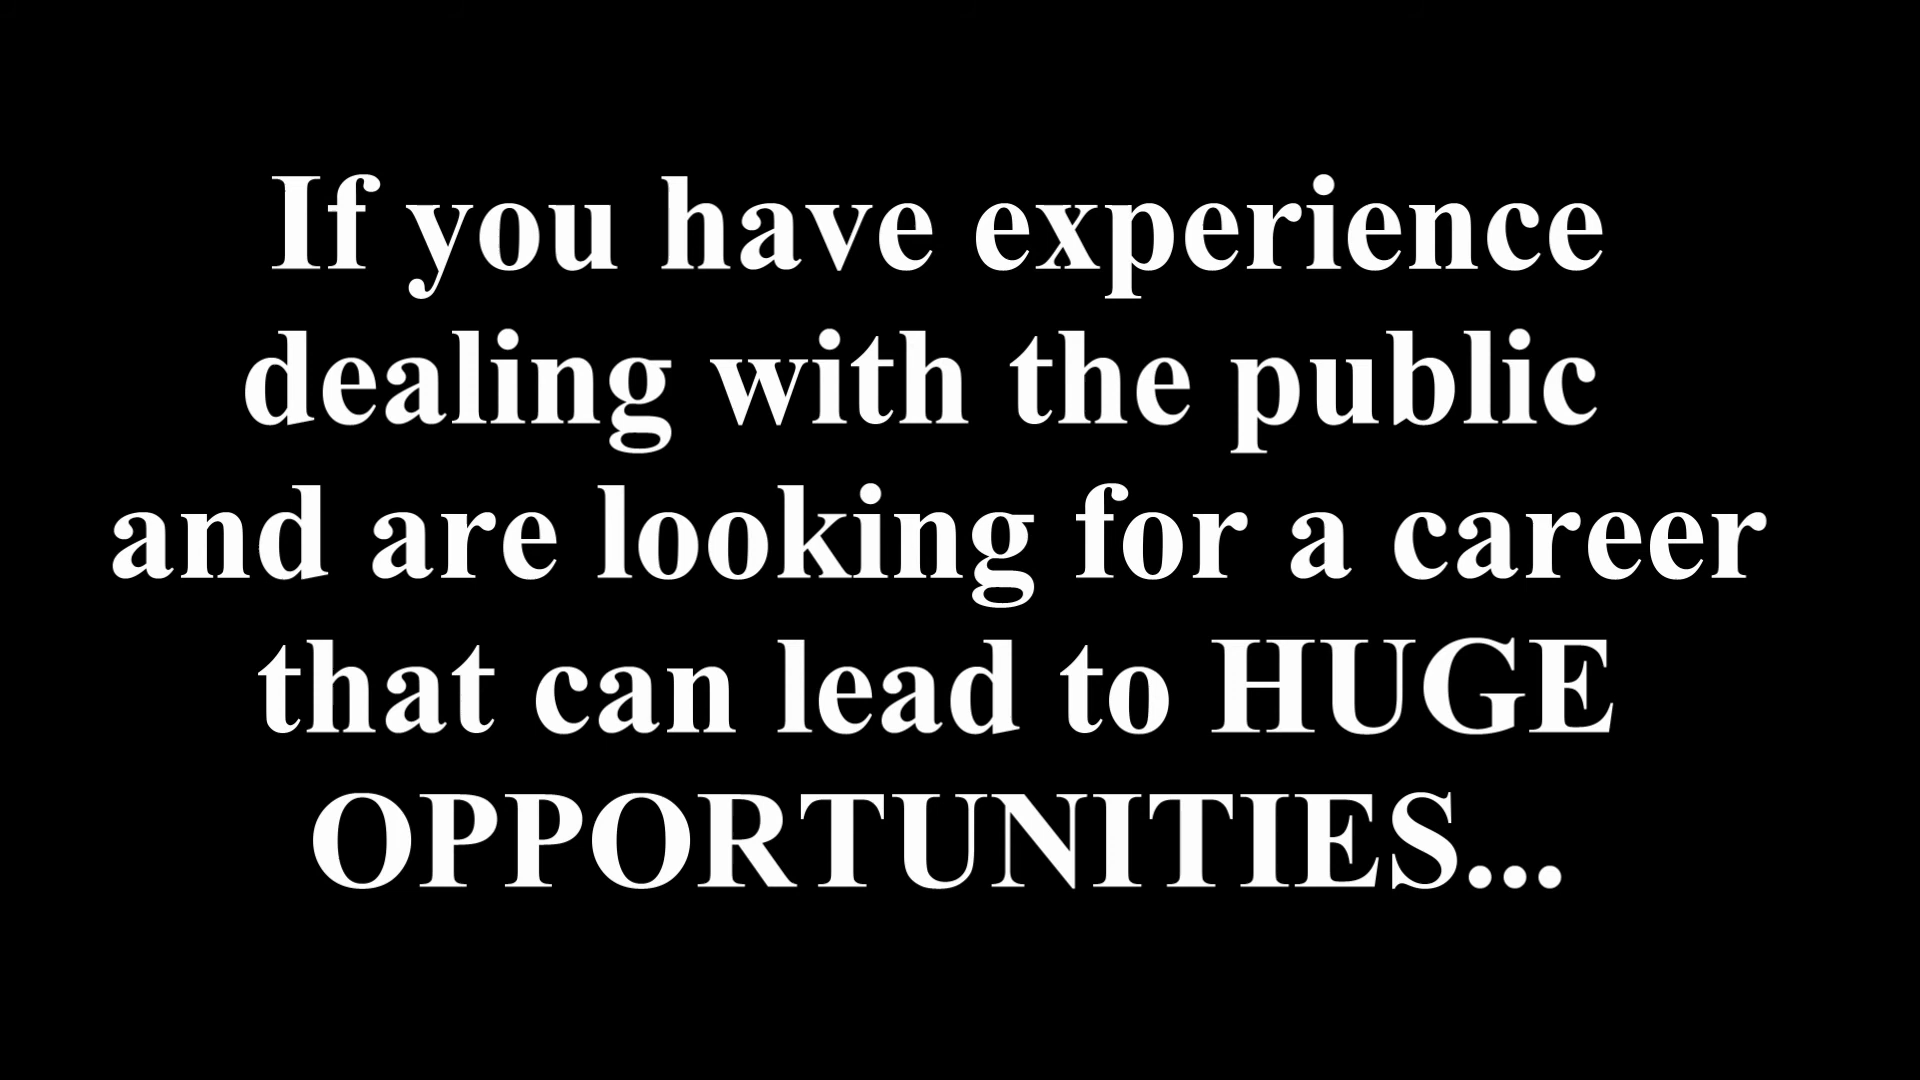 If you have experience
dealing with the public
and are looking for a career
that can lead to HUGE
OPPORTUNITIES...